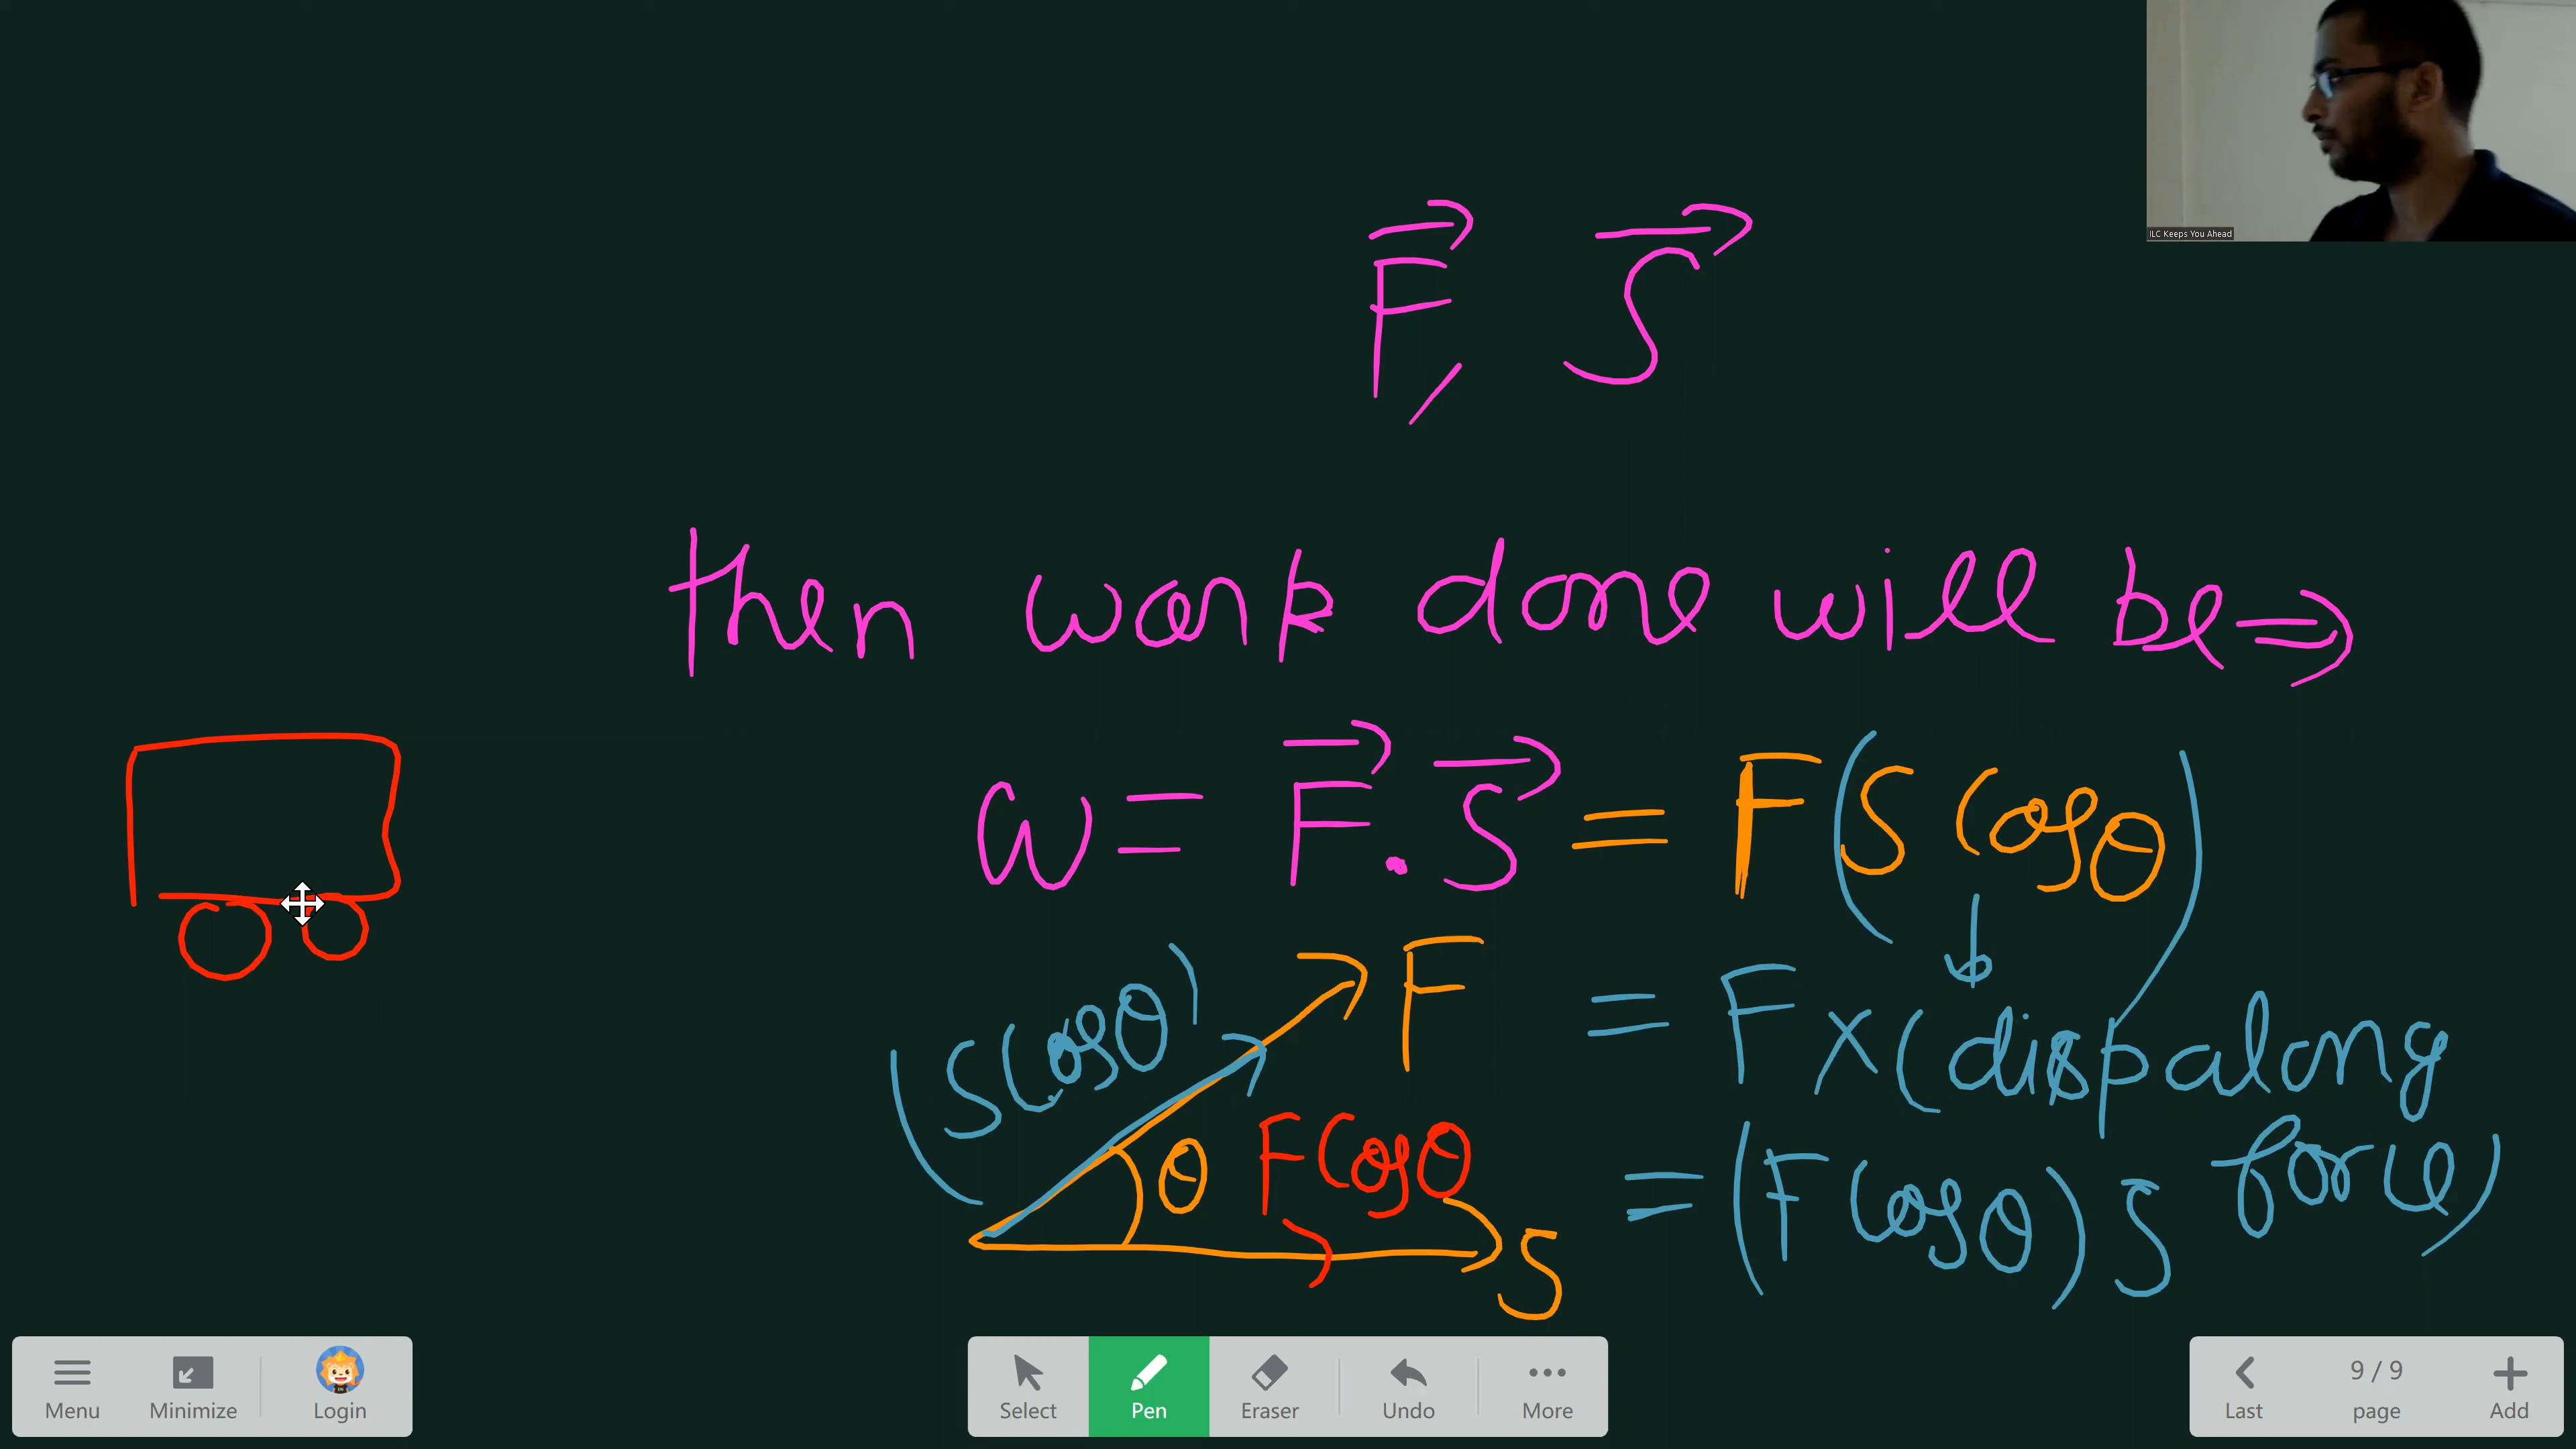 ILC Keeps You Ahead
F, S
then work done will be ⇒
W = F . S = F (S Cosθ)
= F × (disp along force)
= (F Cosθ) S
(S Cosθ)
F
θ
F Cosθ
S
Menu Minimize Login
Select Pen Eraser Undo More
Last 9 / 9 page Add